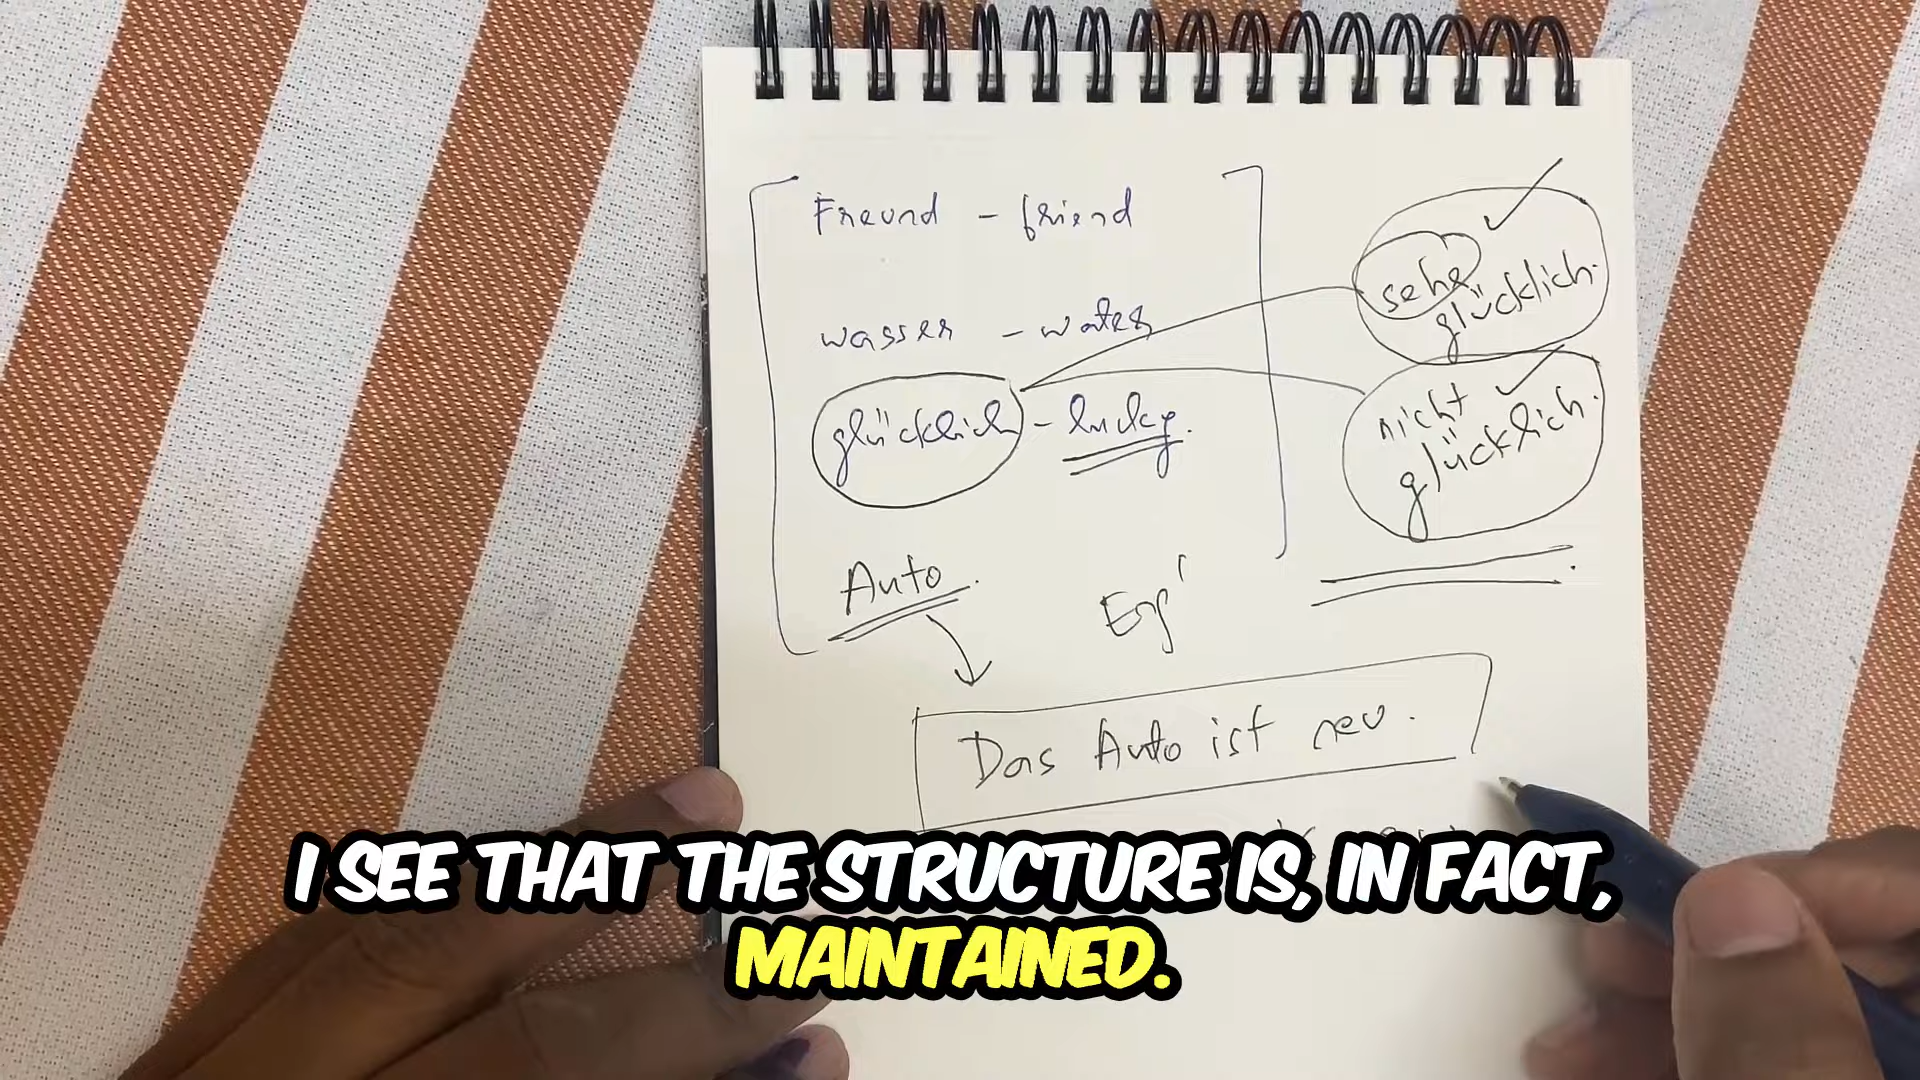 Freund - friend
wasser - water
glücklich - lucky.
sehr
glücklich.
nicht
glücklich.
Auto.
Eg'
Das Auto ist neu.
I SEE THAT THE STRUCTURE IS, IN FACT,
MAINTAINED.